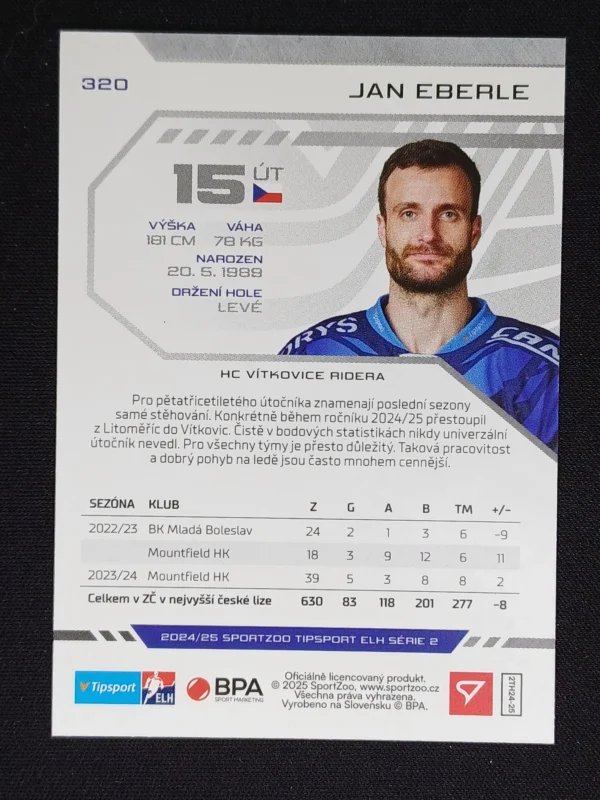 320
JAN EBERLE
15 ÚT
VÝŠKA VÁHA
181 CM 78 KG
NAROZEN
20. 5. 1989
DRŽENÍ HOLE
LEVÉ
HC VÍTKOVICE RIDERA
Pro pětatřicetiletého útočníka znamenají poslední sezony
samé stěhování. Konkrétně během ročníku 2024/25 přestoupil
z Litoměříc do Vítkovic. Čistě v bodových statistikách nikdy univerzální
útočník nevedl. Pro všechny týmy je přesto důležitý. Taková pracovitost
a dobrý pohyb na ledě jsou často mnohem cennější.
SEZÓNA KLUB Z G A B TM +/-
2022/23 BK Mladá Boleslav 24 2 1 3 6 -9
Mountfield HK 18 3 9 12 6 11
2023/24 Mountfield HK 39 5 3 8 8 2
Celkem v ZČ v nejvyšší české lize 630 83 118 201 277 -8
2024/25 SPORTZOO TIPSPORT ELH SÉRIE 2
Tipsport ELH
BPA
SPORT MARKETING
Oficiálně licencovaný produkt.
© 2025 SportZoo, www.sportzoo.cz
Všechna práva vyhrazena.
Vyrobeno na Slovensku © BPA.
2TH24-25